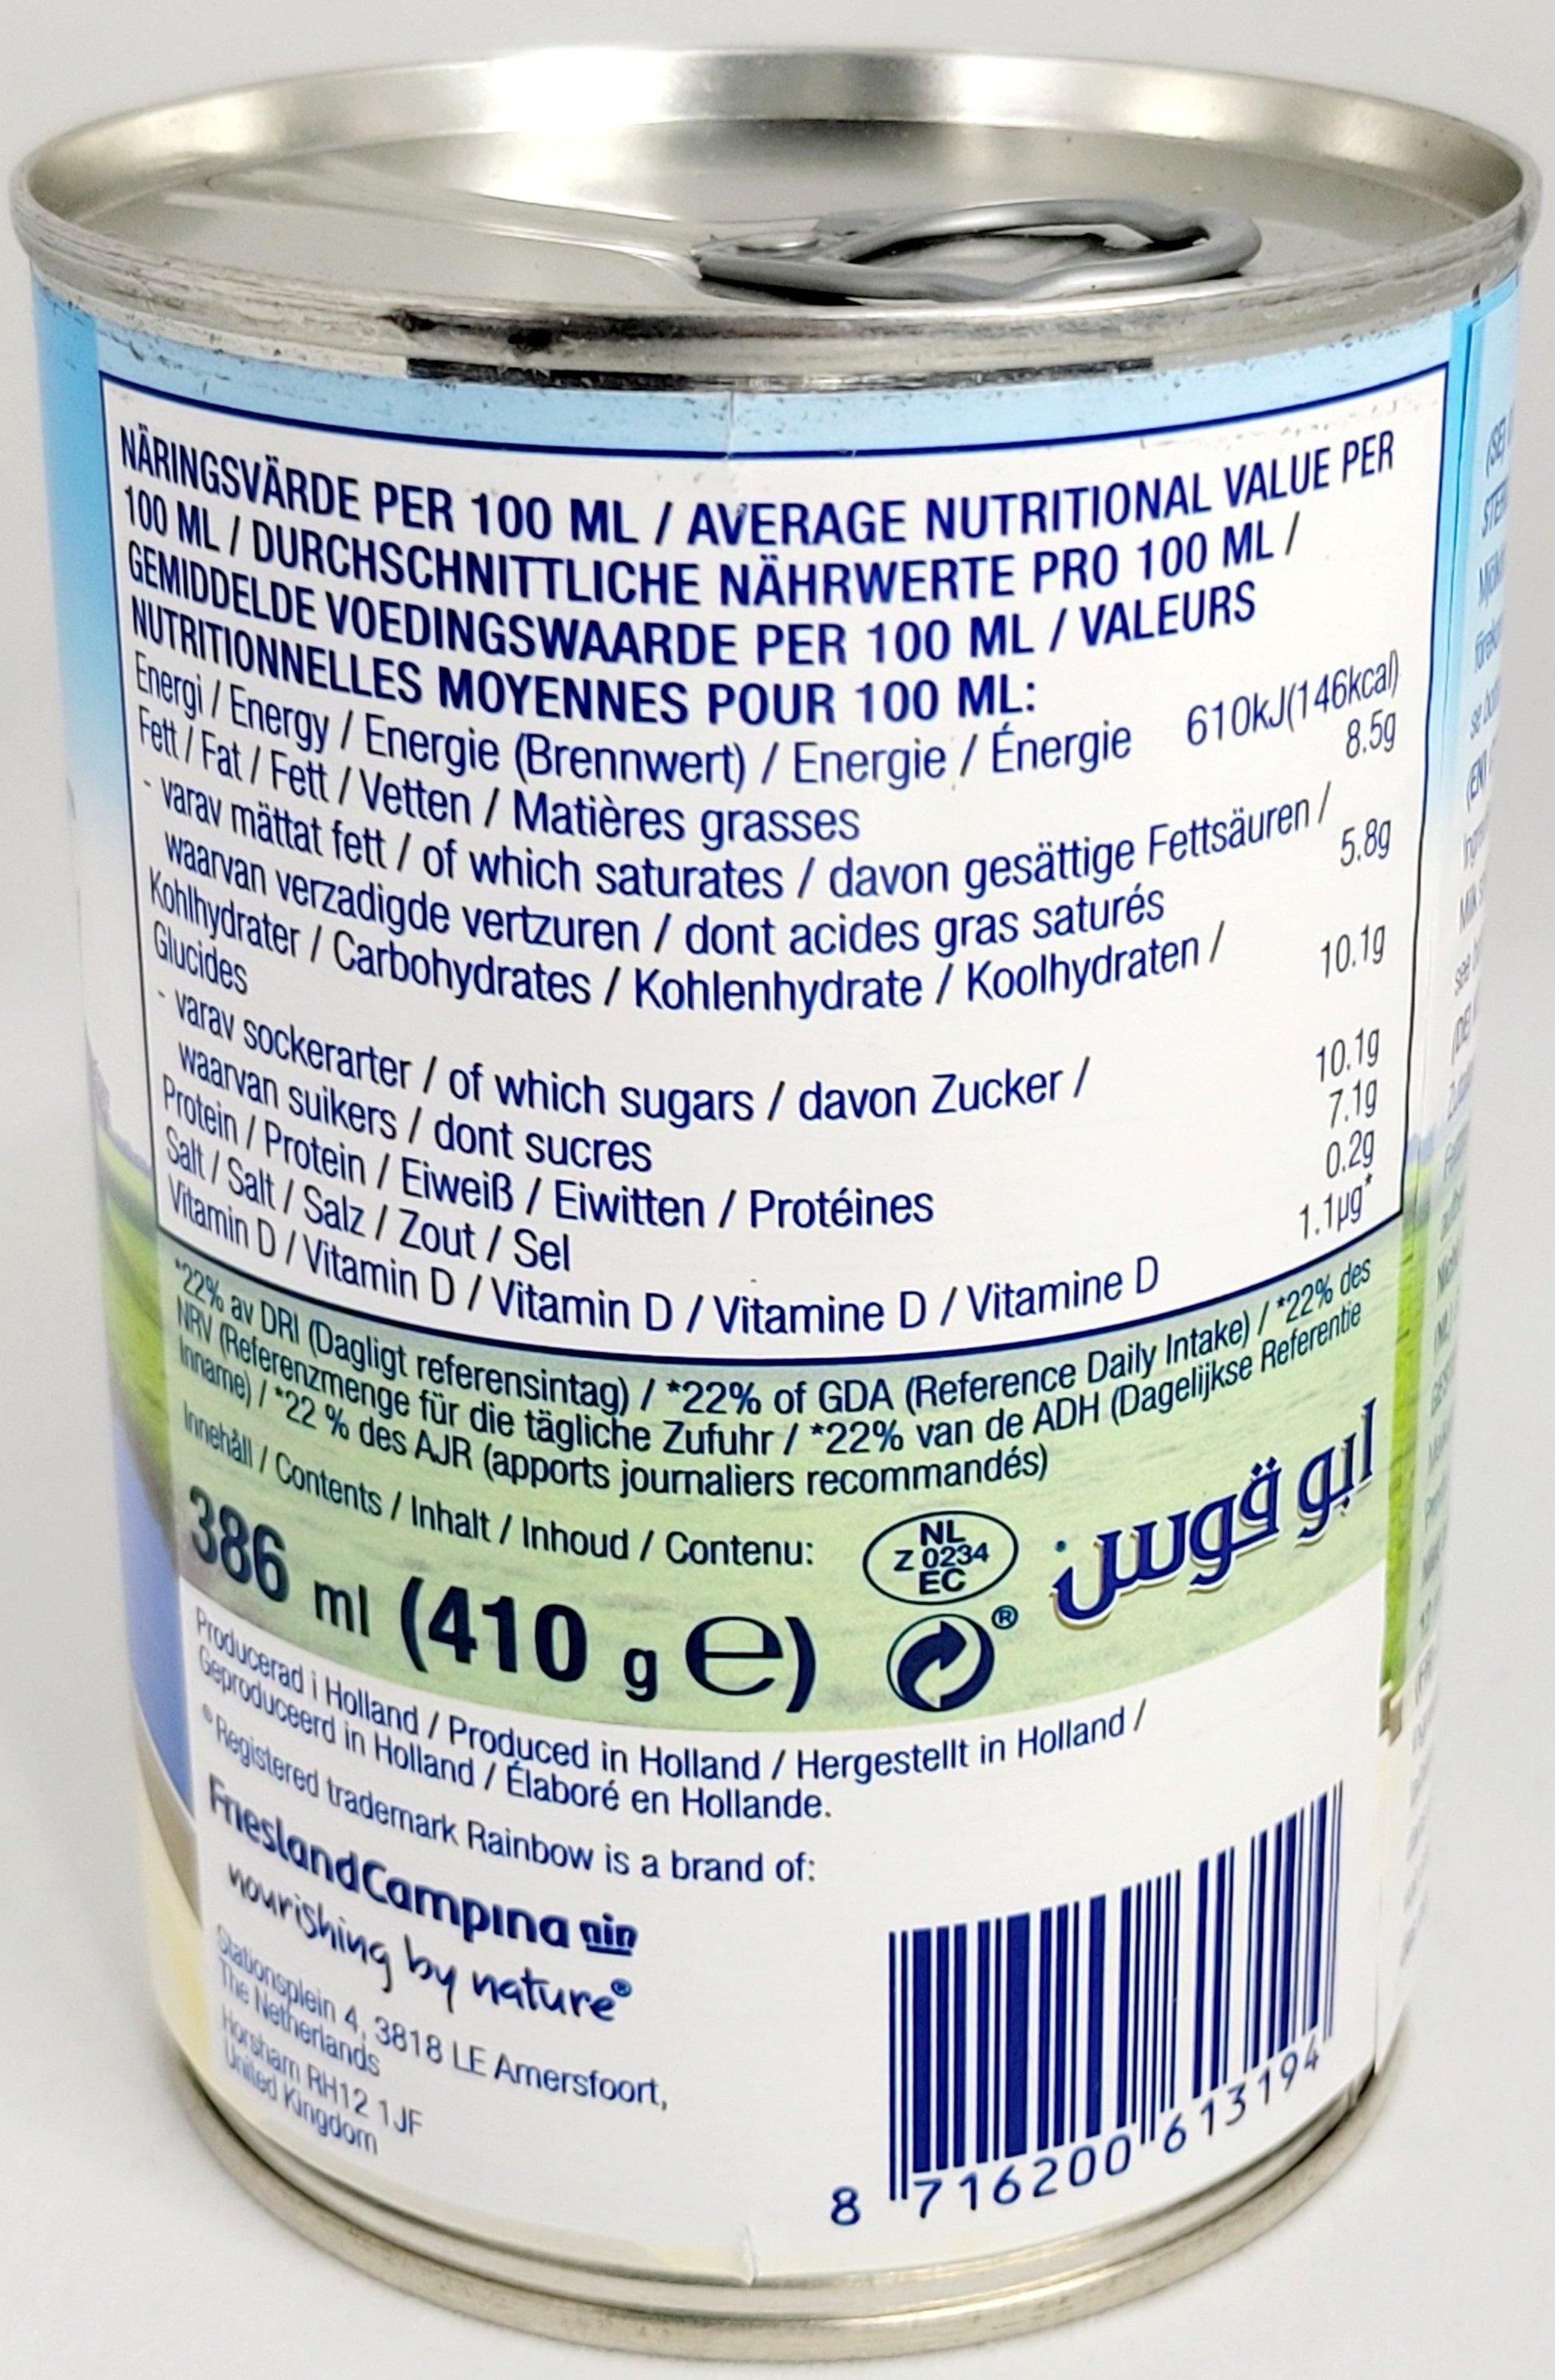 NÄRINGSVÄRDE PER 100 ML / AVERAGE NUTRITIONAL VALUE PER
100 ML / DURCHSCHNITTLICHE NÄHRWERTE PRO 100 ML /
GEMIDDELDE VOEDINGSWAARDE PER 100 ML / VALEURS
NUTRITIONNELLES MOYENNES POUR 100 ML:
Energi / Energy / Energie (Brennwert) / Energie / Énergie 610kJ(146kcal)
Fett / Fat / Fett / Vetten / Matières grasses 8.5g
- varav mättat fett / of which saturates / davon gesättige Fettsäuren /
waarvan verzadigde vertzuren / dont acides gras saturés 5.8g
Kohlhydrater / Carbohydrates / Kohlenhydrate / Koolhydraten /
Glucides 10.1g
- varav sockerarter / of which sugars / davon Zucker /
waarvan suikers / dont sucres 10.1g
Protein / Protein / Eiweiß / Eiwitten / Protéines 7.1g
Salt / Salt / Salz / Zout / Sel 0.2g
Vitamin D / Vitamin D / Vitamin D / Vitamine D / Vitamine D 1.1µg*
*22% av DRI (Dagligt referensintag) / *22% of GDA (Reference Daily Intake) / *22% des
NRV (Referenzmenge für die tägliche Zufuhr / *22% van de ADH (Dagelijkse Referentie
Inname) / *22 % des AJR (apports journaliers recommandés)
Innehåll / Contents / Inhalt / Inhoud / Contenu:
386 ml (410 g ℮)
NL
Z 0234
EC
®
ابو قوس
Producerad i Holland / Produced in Holland / Hergestellt in Holland /
Geproduceerd in Holland / Élaboré en Hollande.
® Registered trademark Rainbow is a brand of:
FrieslandCampina
nourishing by nature®
Stationsplein 4, 3818 LE Amersfoort,
The Netherlands
Horsham RH12 1JF
United Kingdom
8 716200 613194